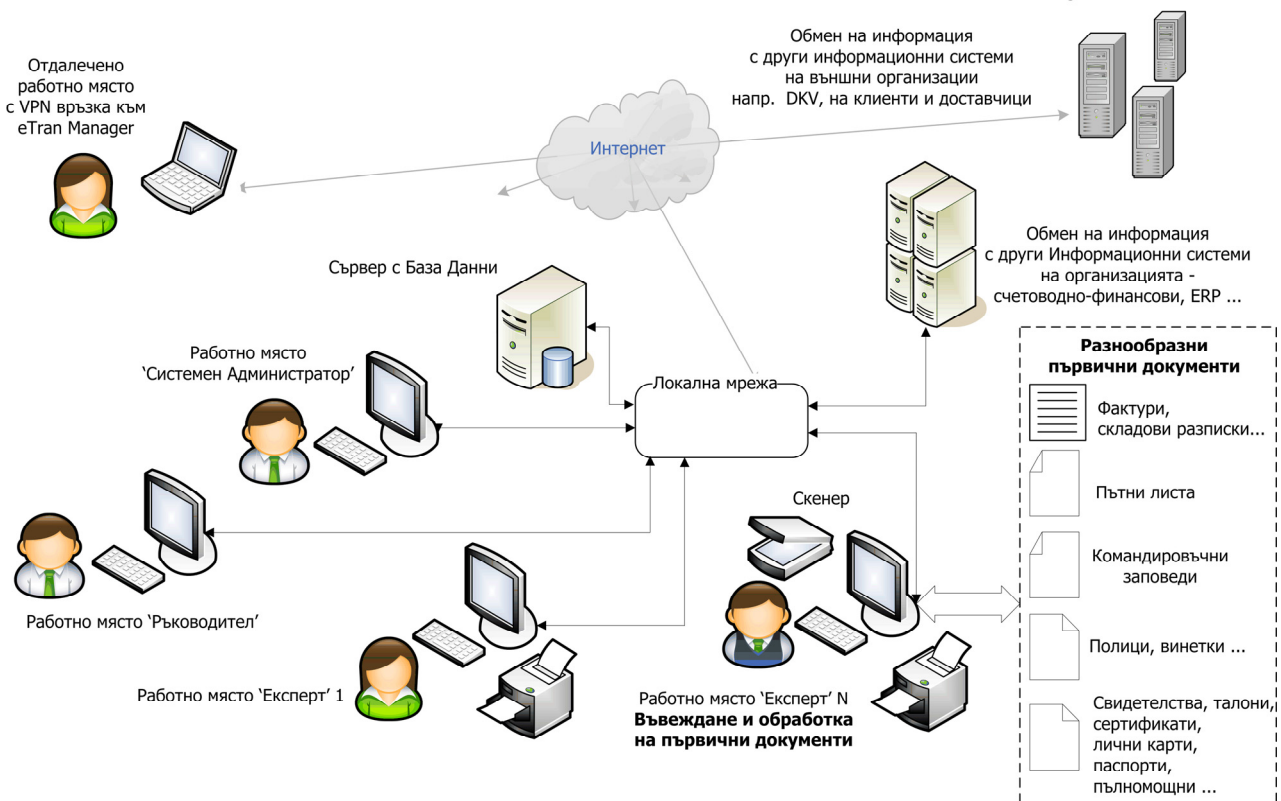 Отдалечено
работно място
с VPN връзка към
eTran Manager
Обмен на информация
с други информационни системи
на външни организации
напр. DKV, на клиенти и доставчици
Интернет
Обмен на информация
с други Информационни системи
на организацията -
счетоводно-финансови, ERP ...
Сървер с База Данни
Работно място
‘Системен Администратор’
Локална мрежа
Работно място ‘Ръководител’
Работно място ‘Експерт’ 1
Скенер
Работно място ‘Експерт’ N
Въвеждане и обработка
на първични документи
Разнообразни
първични документи
Фактури,
складови разписки...
Пътни листа
Командировъчни
заповеди
Полици, винетки ...
Свидетелства, талони,
сертификати,
лични карти,
паспорти,
пълномощни ...